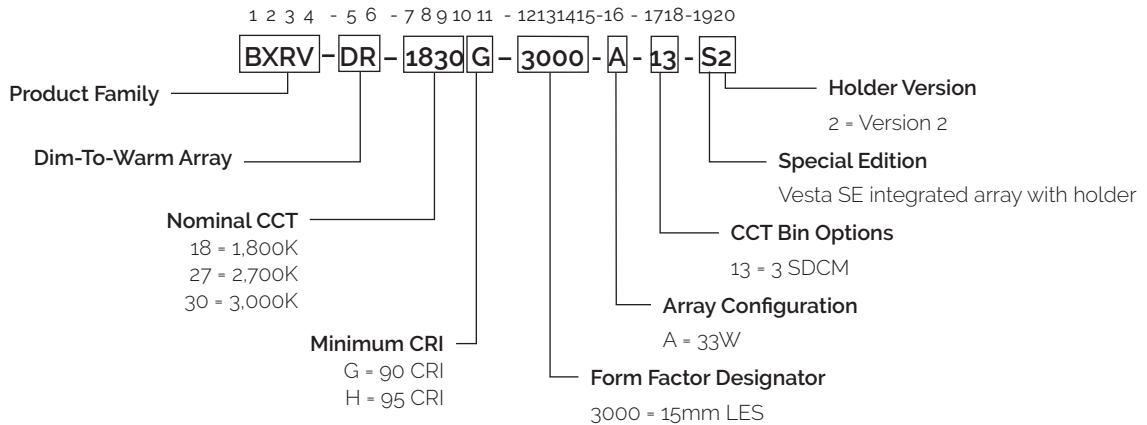 1 2 3 4 - 5 6 - 7 8 9 10 11 - 12131415-16 - 1718-1920
BXRV-DR-1830G-3000-A-13-S2
Product Family
Holder Version
2 = Version 2
Dim-To-Warm Array
Special Edition
Vesta SE integrated array with holder
Nominal CCT
18 = 1,800K
27 = 2,700K
30 = 3,000K
CCT Bin Options
13 = 3 SDCM
Array Configuration
A = 33W
Minimum CRI
G = 90 CRI
H = 95 CRI
Form Factor Designator
3000 = 15mm LES